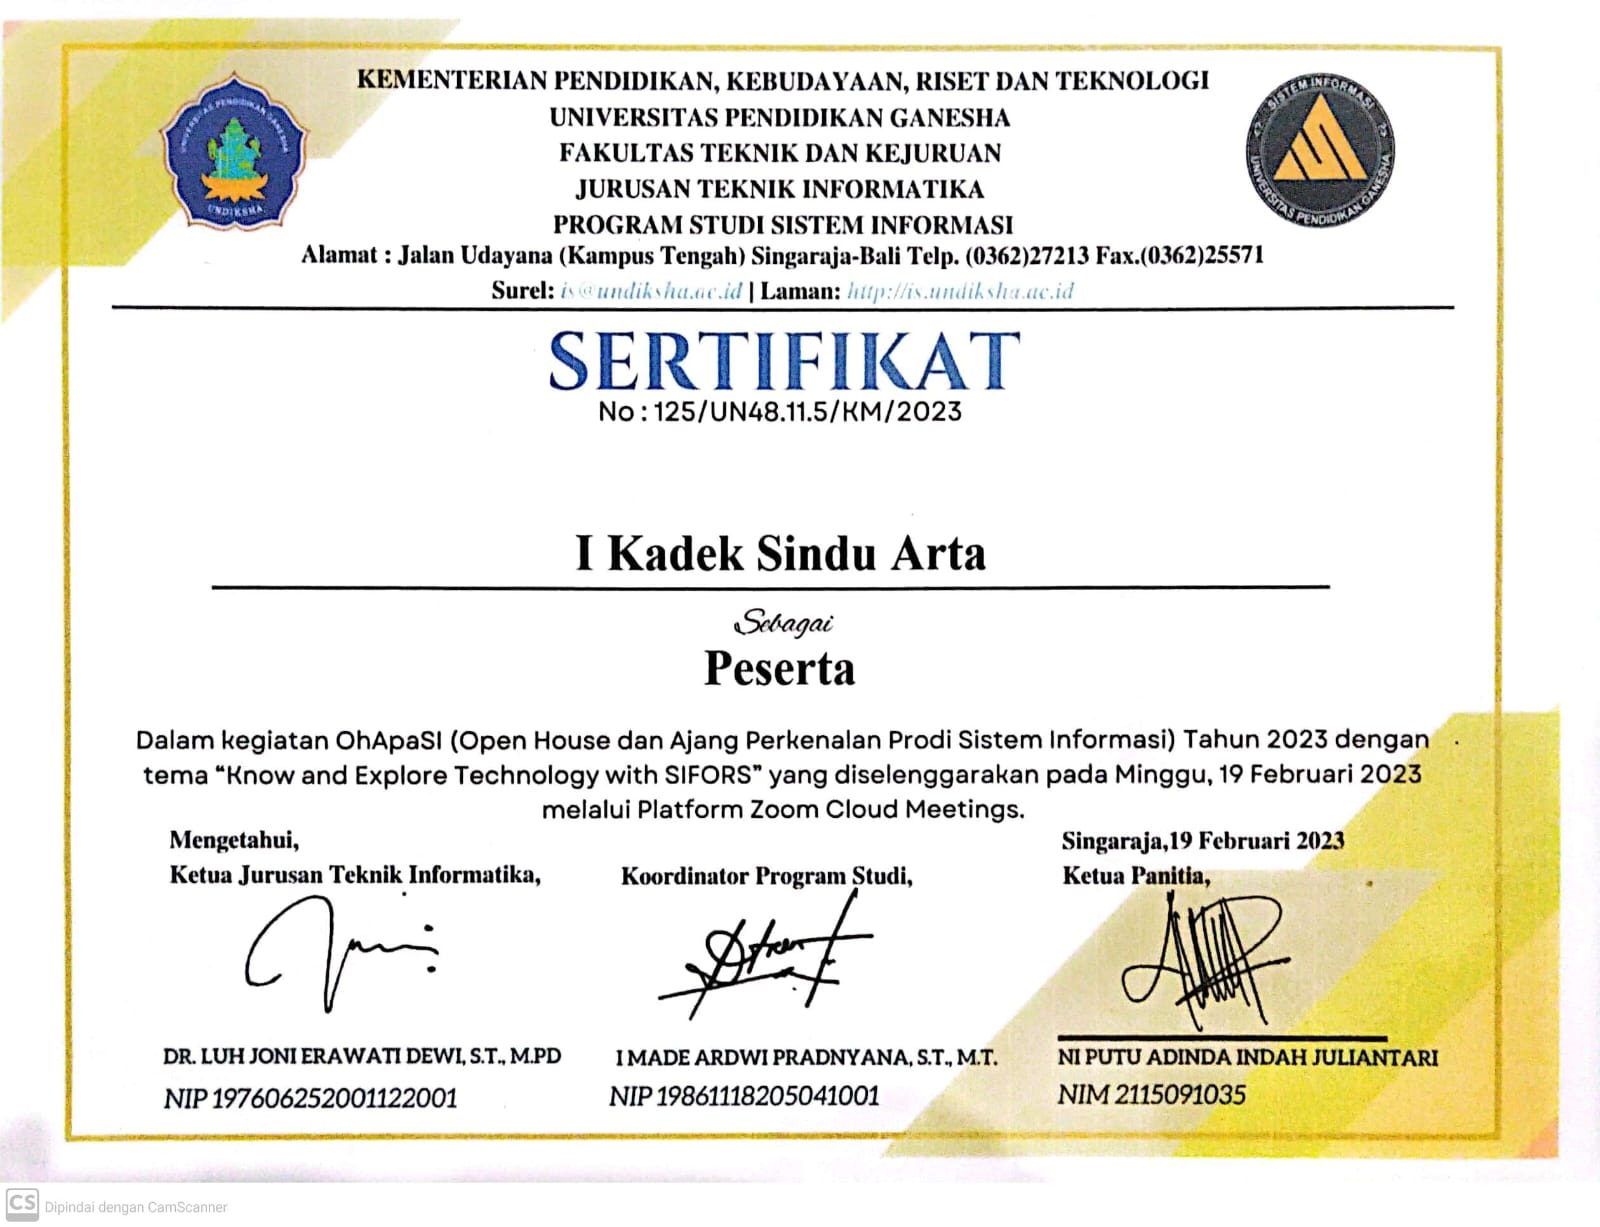 KEMENTERIAN PENDIDIKAN, KEBUDAYAAN, RISET DAN TEKNOLOGI
UNIVERSITAS PENDIDIKAN GANESHA
FAKULTAS TEKNIK DAN KEJURUAN
JURUSAN TEKNIK INFORMATIKA
PROGRAM STUDI SISTEM INFORMASI
Alamat : Jalan Udayana (Kampus Tengah) Singaraja-Bali Telp. (0362)27213 Fax.(0362)25571
Surel: is@undiksha.ac.id | Laman: http://is.undiksha.ac.id
UNIVERSITAS PENDIDIKAN GANESHA
UNDIKSHA
SISTEM INFORMASI
UNIVERSITAS PENDIDIKAN GANESHA
SERTIFIKAT
No : 125/UN48.11.5/KM/2023
I Kadek Sindu Arta
Sebagai
Peserta
Dalam kegiatan OhApaSI (Open House dan Ajang Perkenalan Prodi Sistem Informasi) Tahun 2023 dengan
tema “Know and Explore Technology with SIFORS” yang diselenggarakan pada Minggu, 19 Februari 2023
melalui Platform Zoom Cloud Meetings.
Mengetahui,
Ketua Jurusan Teknik Informatika,
DR. LUH JONI ERAWATI DEWI, S.T., M.PD
NIP 197606252001122001
Koordinator Program Studi,
I MADE ARDWI PRADNYANA, S.T., M.T.
NIP 19861118205041001
Singaraja,19 Februari 2023
Ketua Panitia,
NI PUTU ADINDA INDAH JULIANTARI
NIM 2115091035
CS Dipindai dengan CamScanner